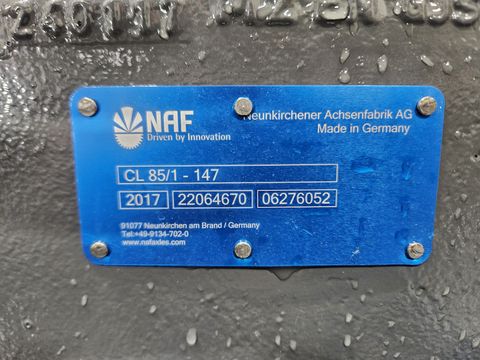 NAF
Driven by Innovation
Neunkirchener Achsenfabrik AG
Made in Germany
CL 85/1 - 147
2017 22064670 06276052
91077 Neunkirchen am Brand / Germany
Tel:+49-9134-702-0
www.nafaxles.com